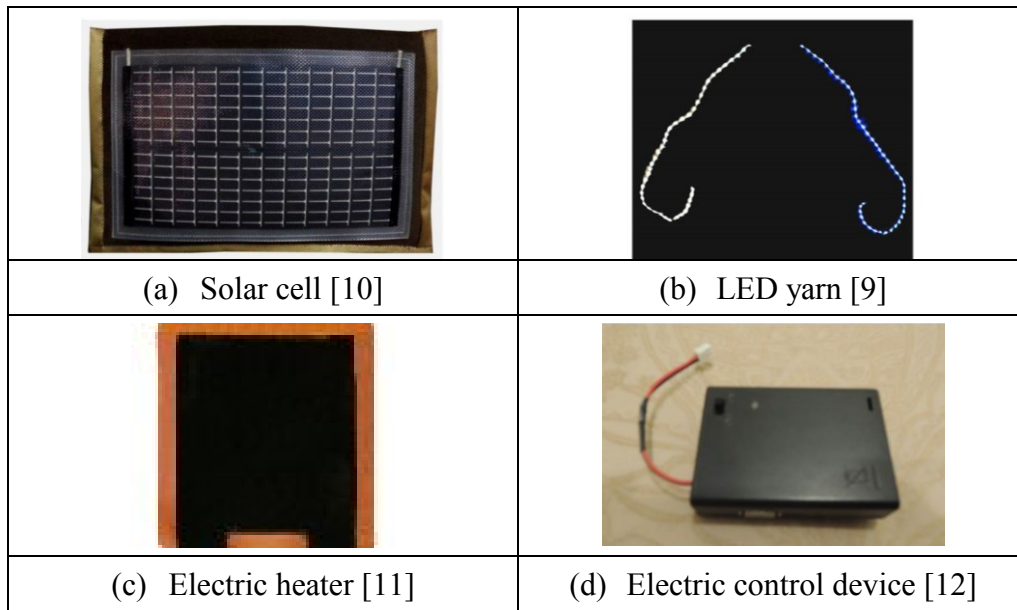 (a) Solar cell [10]
(b) LED yarn [9]
(c) Electric heater [11]
(d) Electric control device [12]